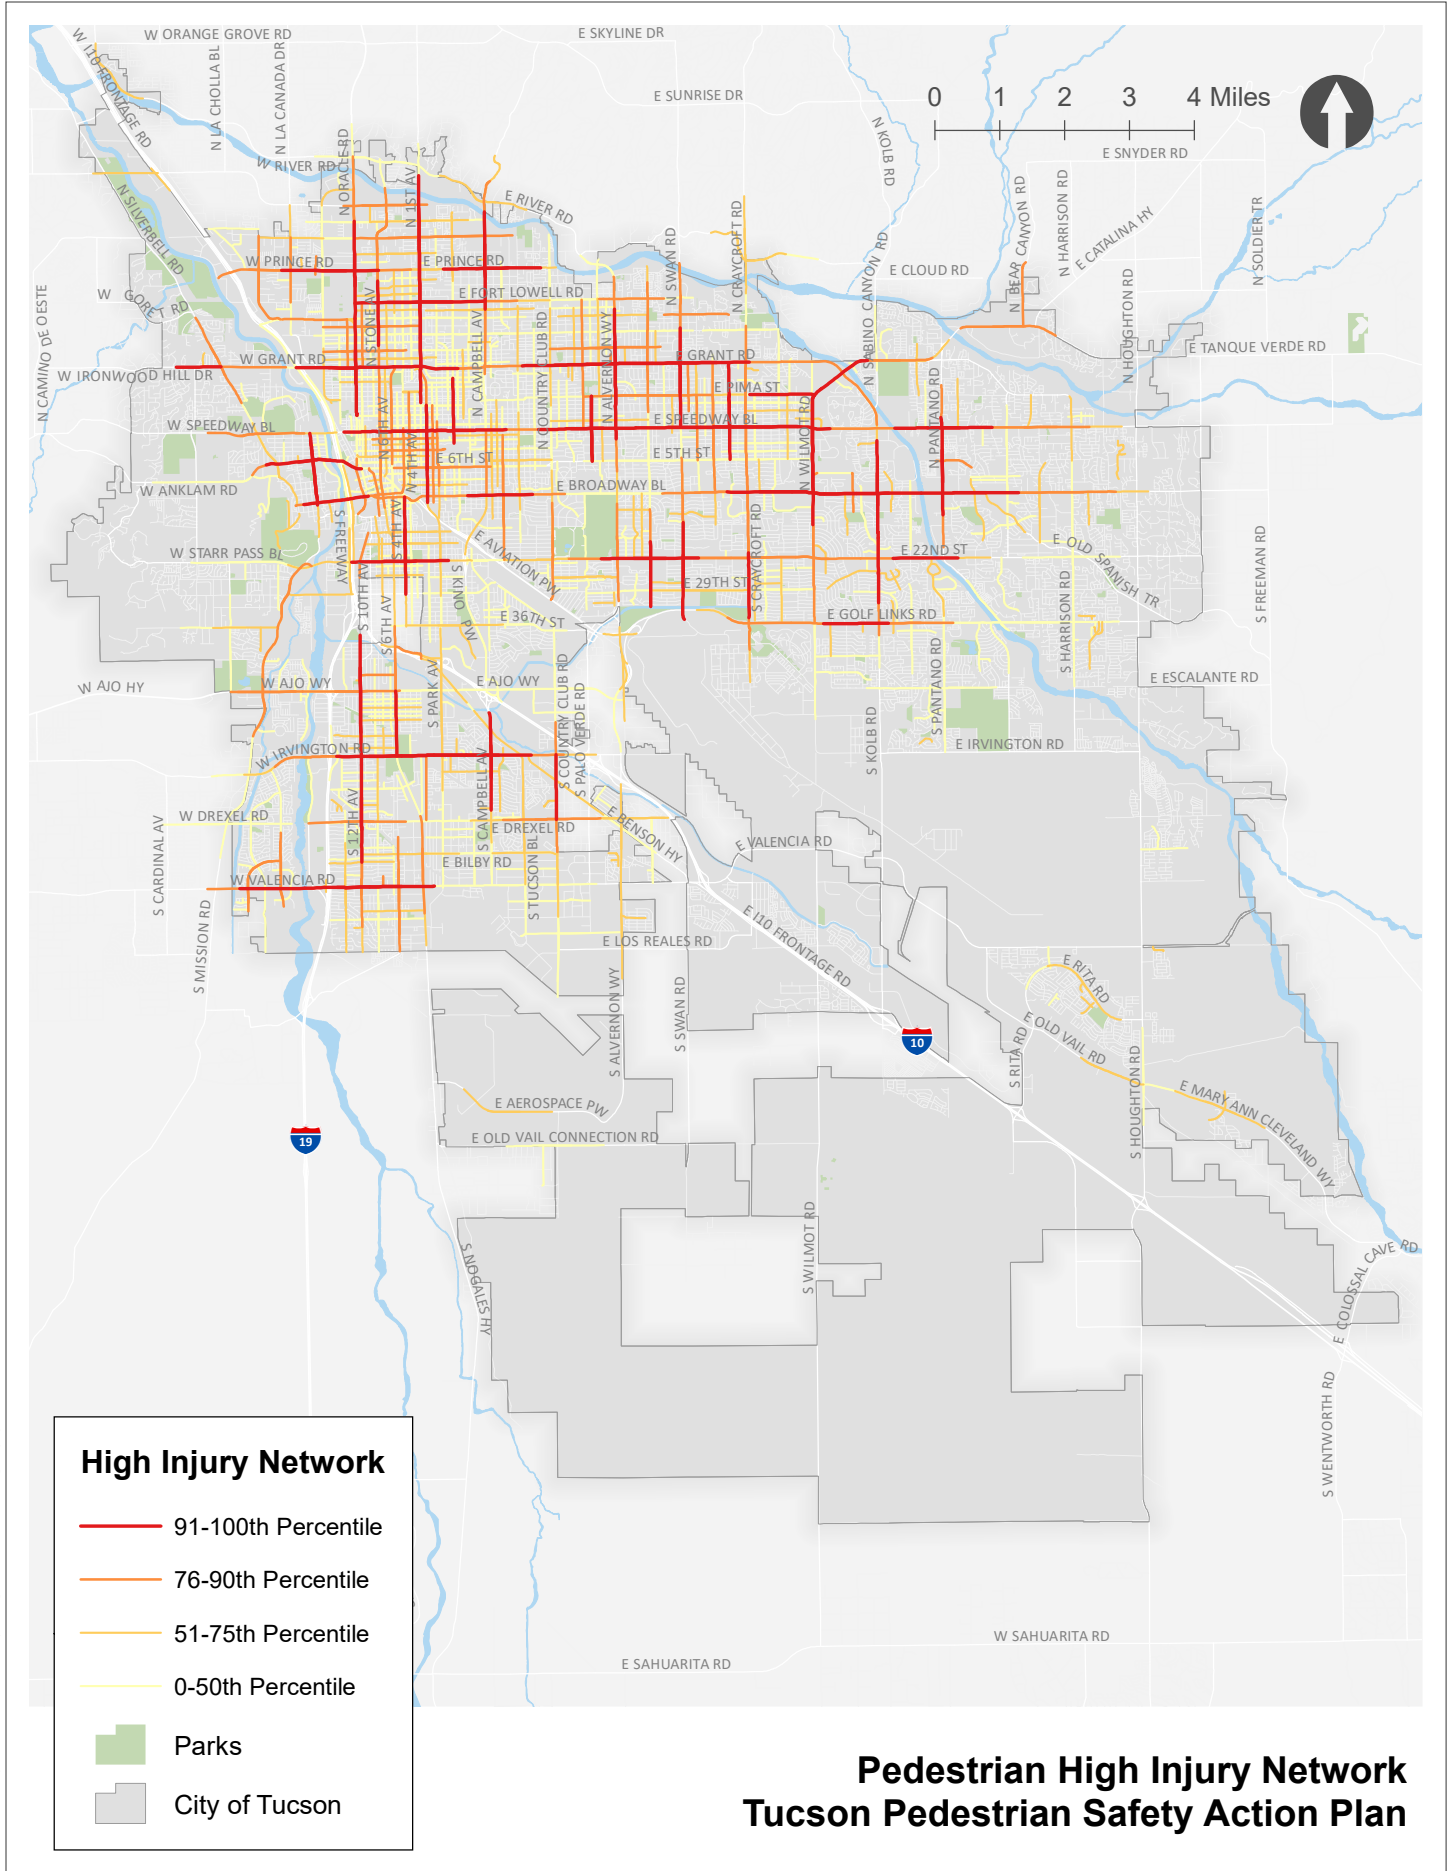 W ORANGE GROVE RD
E SKYLINE DR
W I10 FRONTAGE RD
N LA CHOLLA BL
N LA CANADA DR
E SUNRISE DR
0 1 2 3 4 Miles
N KOLB RD
E SNYDER RD
N ORACLE RD
W RIVER RD
N 1ST AV
E RIVER RD
N SILVERBELL RD
N SWAN RD
N CRAYCROFT RD
N SABINO CANYON RD
N BEAR CANYON RD
N HARRISON RD
E CATALINA HY
N SOLDIER TR
W PRINCE RD
E PRINCE RD
E CLOUD RD
N HOUGHTON RD
N CAMINO DE OESTE
W GORET RD
E FORT LOWELL RD
N STONE AV
N CAMPBELL AV
N COUNTRY CLUB RD
N ALVERNON WY
W GRANT RD
E GRANT RD
E TANQUE VERDE RD
W IRONWOOD HILL DR
E PIMA ST
N WILMOT RD
N PANTANO RD
W SPEEDWAY BL
N 6TH AV
N 4TH AV
E SPEEDWAY BL
E 6TH ST
E 5TH ST
W ANKLAM RD
E BROADWAY BL
S FREEWAY
S 4TH AV
E AVIATION PW
S CRAYCROFT RD
W STARR PASS BL
E 22ND ST
E OLD SPANISH TR
S FREEMAN RD
S 10TH AV
S 6TH AV
S KINO PW
E 29TH ST
E 36TH ST
E GOLF LINKS RD
S HARRISON RD
W AJO HY
W AJO WY
S PARK AV
E AJO WY
S COUNTRY CLUB RD
S PALO VERDE RD
S KOLB RD
S PANTANO RD
E ESCALANTE RD
W IRVINGTON RD
E IRVINGTON RD
S CAMPBELL AV
S CARDINAL AV
W DREXEL RD
S 12TH AV
E DREXEL RD
E BENSON HY
E VALENCIA RD
E BILBY RD
S TUCSON BL
W VALENCIA RD
S MISSION RD
E LOS REALES RD
E I10 FRONTAGE RD
S ALVERNON WY
S SWAN RD
E RITA RD
S RITA RD
E OLD VAIL RD
10
S HOUGHTON RD
E AEROSPACE PW
E MARY ANN CLEVELAND WY
19
E OLD VAIL CONNECTION RD
S NOGALES HY
S WILMOT RD
E COLOSSAL CAVE RD
S WENTWORTH RD
W SAHUARITA RD
E SAHUARITA RD
High Injury Network
91-100th Percentile
76-90th Percentile
51-75th Percentile
0-50th Percentile
Parks
City of Tucson
Pedestrian High Injury Network
Tucson Pedestrian Safety Action Plan